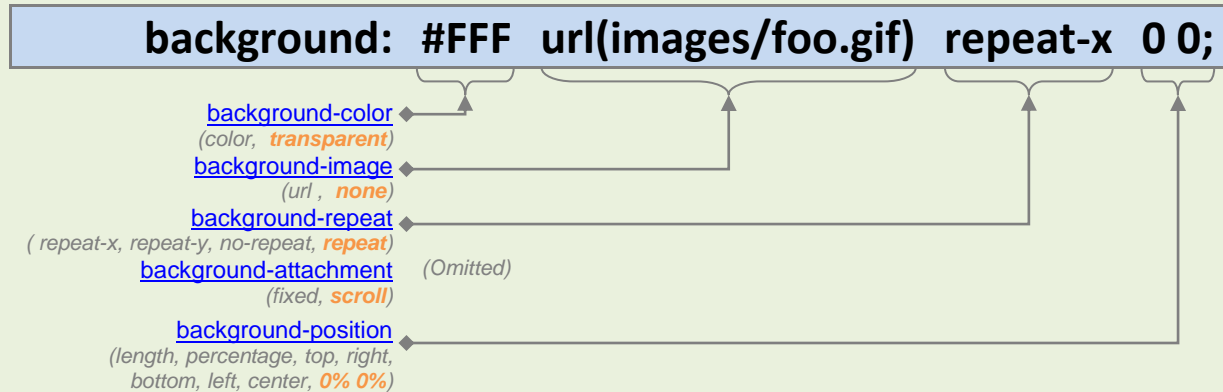 background: #FFF url(images/foo.gif) repeat-x 0 0;
background-color
(color, transparent)
background-image
(url , none)
background-repeat
( repeat-x, repeat-y, no-repeat, repeat)
background-attachment (Omitted)
(fixed, scroll)
background-position
(length, percentage, top, right,
bottom, left, center, 0% 0%)